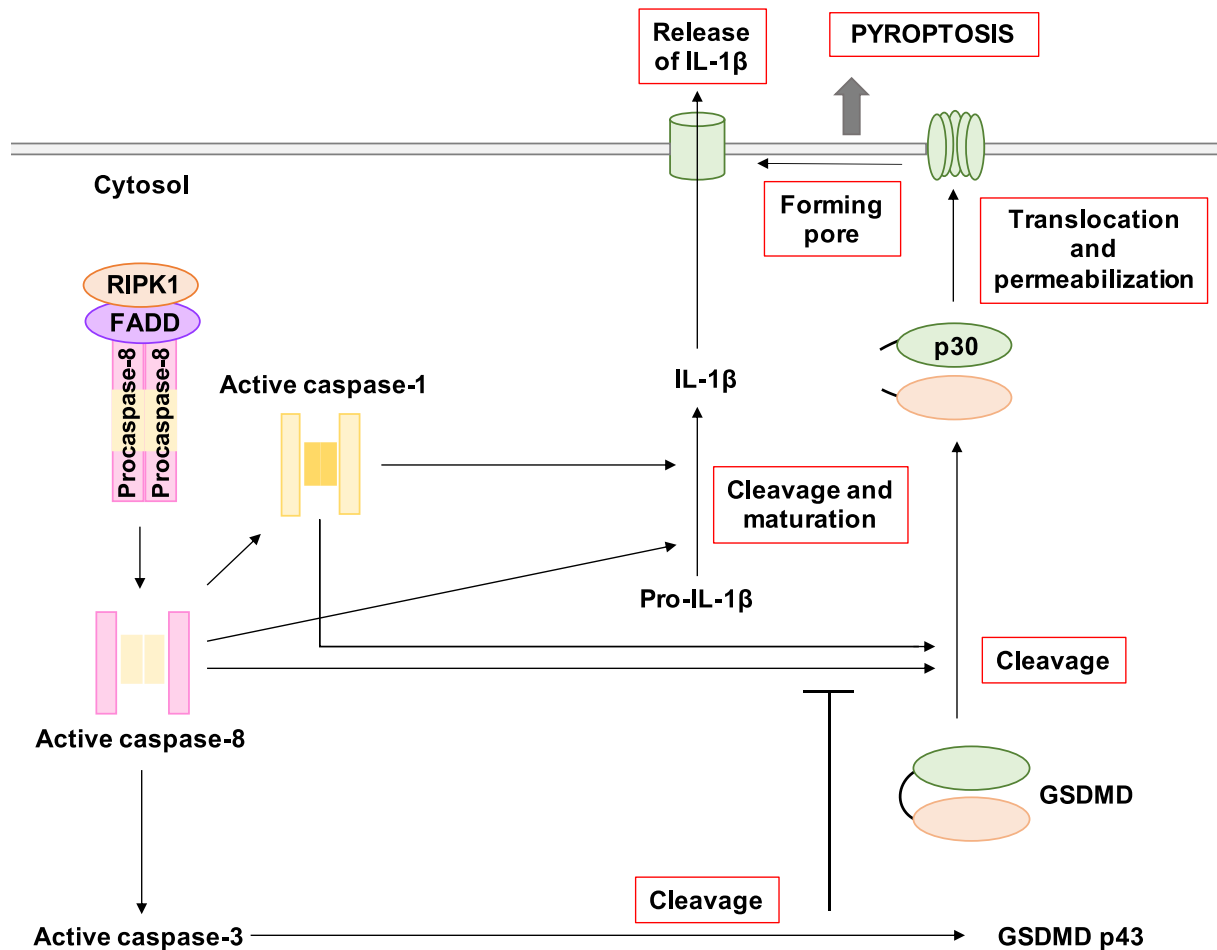 Release
of IL-1β
PYROPTOSIS
Cytosol
Forming
pore
Translocation
and
permeabilization
RIPK1
FADD
Procaspase-8
Procaspase-8
p30
Active caspase-1
IL-1β
Cleavage and
maturation
Pro-IL-1β
Cleavage
Active caspase-8
GSDMD
Cleavage
Active caspase-3
GSDMD p43